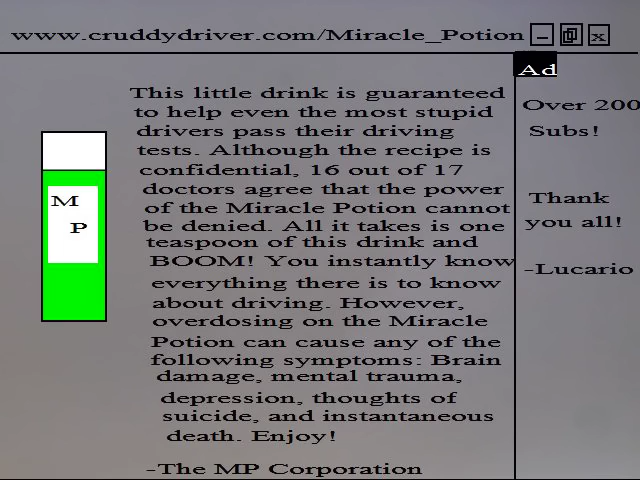 www.cruddydriver.com/Miracle_Potion
x
Ad
M
P
This little drink is guaranteed
to help even the most stupid
drivers pass their driving
tests. Although the recipe is
confidential, 16 out of 17
doctors agree that the power
of the Miracle Potion cannot
be denied. All it takes is one
teaspoon of this drink and
BOOM! You instantly know
everything there is to know
about driving. However,
overdosing on the Miracle
Potion can cause any of the
following symptoms: Brain
damage, mental trauma,
depression, thoughts of
suicide, and instantaneous
death. Enjoy!
-The MP Corporation
Over 200
Subs!
Thank
you all!
-Lucario